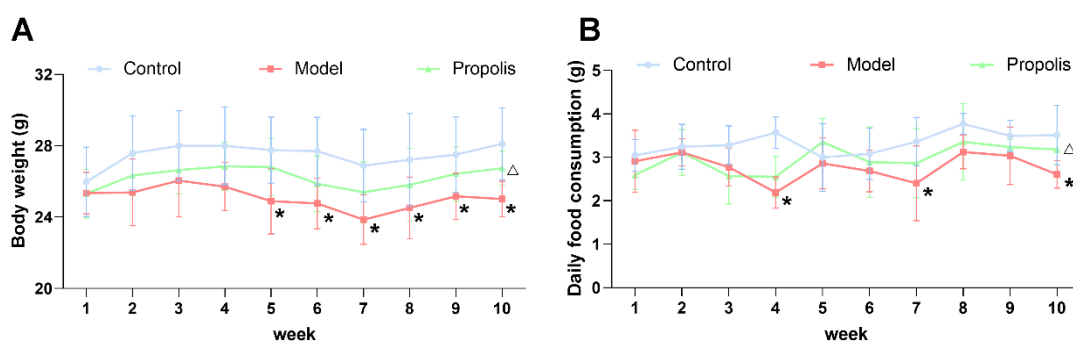 A
Control Model Propolis
32
28
24
20
Body weight (g)
△
* * * * * *
1 2 3 4 5 6 7 8 9 10
week
B
Control Model Propolis
5
4
3
2
1
0
Daily food consumption (g)
△
* * *
1 2 3 4 5 6 7 8 9 10
week